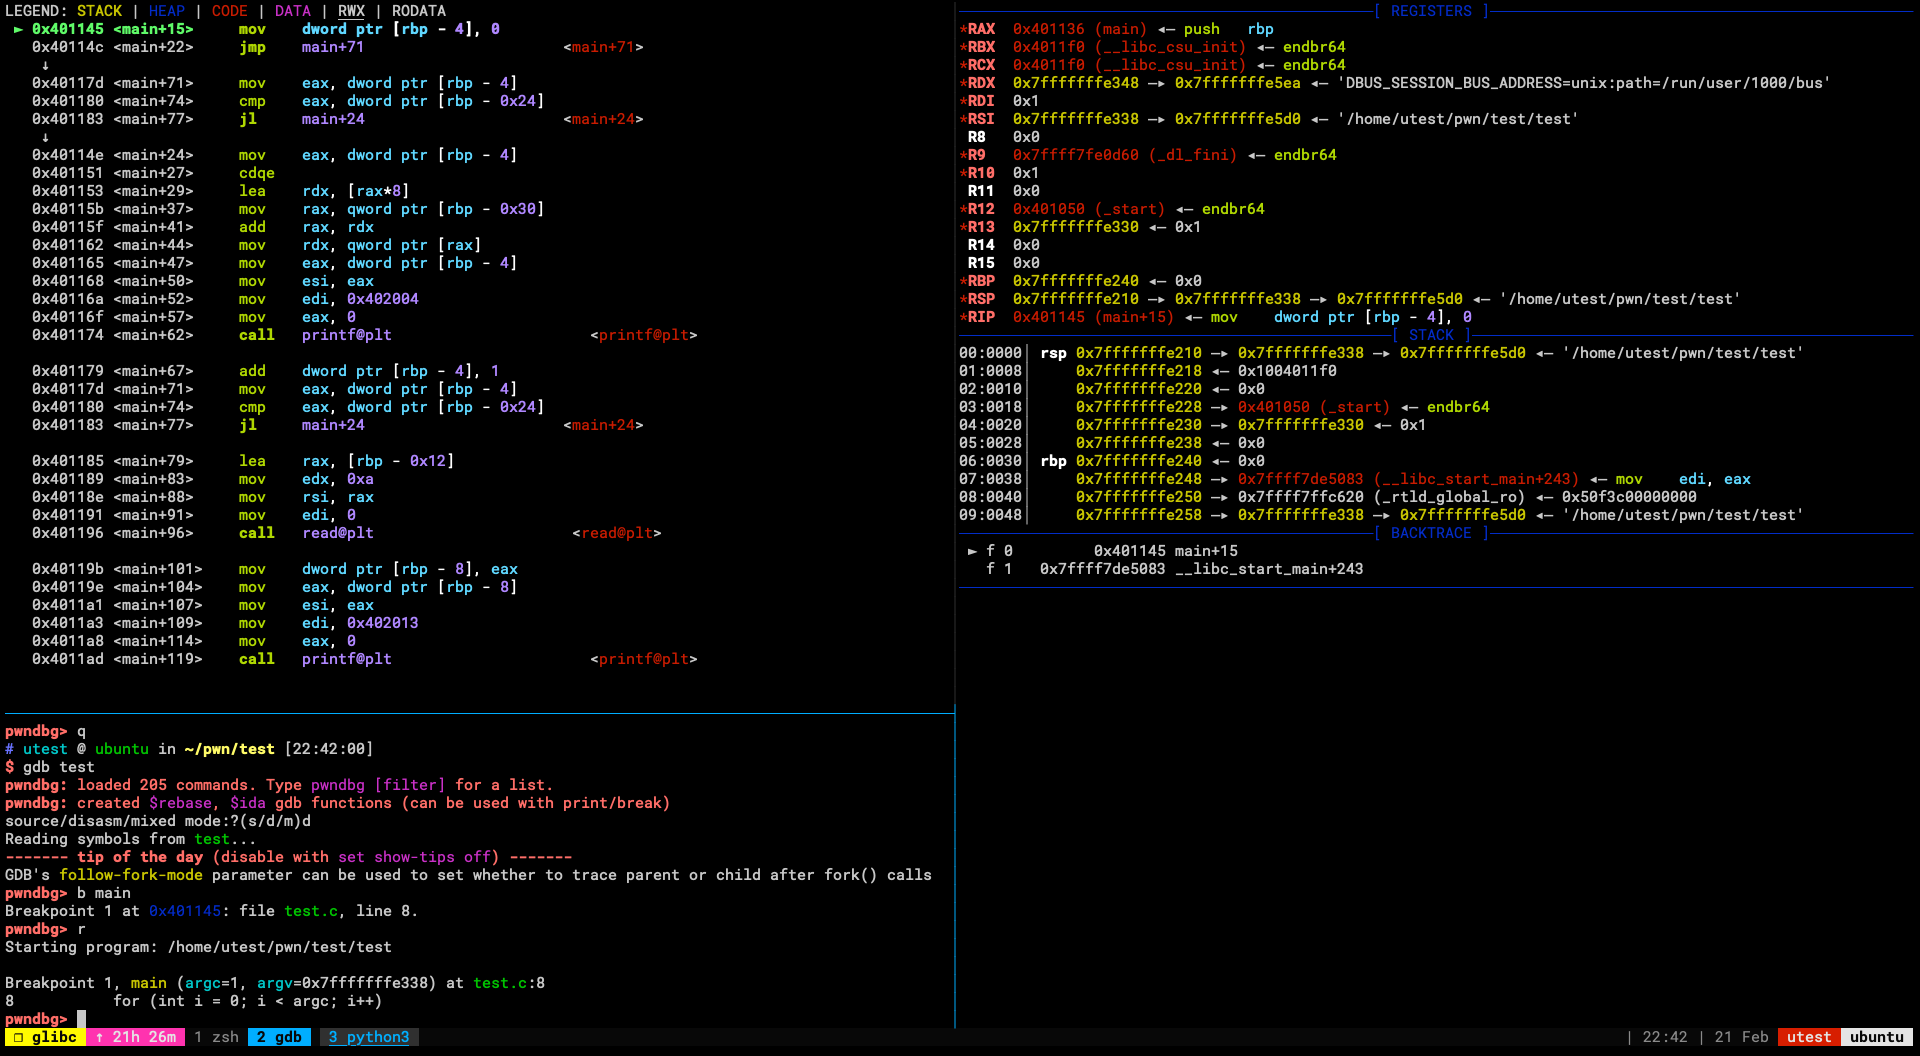 LEGEND: STACK | HEAP | CODE | DATA | RWX | RODATA
 ► 0x401145 <main+15>     mov    dword ptr [rbp - 4], 0
   0x40114c <main+22>     jmp    main+71                      <main+71>
    ↓
   0x40117d <main+71>     mov    eax, dword ptr [rbp - 4]
   0x401180 <main+74>     cmp    eax, dword ptr [rbp - 0x24]
   0x401183 <main+77>     jl     main+24                      <main+24>
    ↓
   0x40114e <main+24>     mov    eax, dword ptr [rbp - 4]
   0x401151 <main+27>     cdqe
   0x401153 <main+29>     lea    rdx, [rax*8]
   0x40115b <main+37>     mov    rax, qword ptr [rbp - 0x30]
   0x40115f <main+41>     add    rax, rdx
   0x401162 <main+44>     mov    rdx, qword ptr [rax]
   0x401165 <main+47>     mov    eax, dword ptr [rbp - 4]
   0x401168 <main+50>     mov    esi, eax
   0x40116a <main+52>     mov    edi, 0x402004
   0x40116f <main+57>     mov    eax, 0
   0x401174 <main+62>     call   printf@plt                      <printf@plt>
   0x401179 <main+67>     add    dword ptr [rbp - 4], 1
   0x40117d <main+71>     mov    eax, dword ptr [rbp - 4]
   0x401180 <main+74>     cmp    eax, dword ptr [rbp - 0x24]
   0x401183 <main+77>     jl     main+24                      <main+24>
   0x401185 <main+79>     lea    rax, [rbp - 0x12]
   0x401189 <main+83>     mov    edx, 0xa
   0x40118e <main+88>     mov    rsi, rax
   0x401191 <main+91>     mov    edi, 0
   0x401196 <main+96>     call   read@plt                      <read@plt>
   0x40119b <main+101>    mov    dword ptr [rbp - 8], eax
   0x40119e <main+104>    mov    eax, dword ptr [rbp - 8]
   0x4011a1 <main+107>    mov    esi, eax
   0x4011a3 <main+109>    mov    edi, 0x402013
   0x4011a8 <main+114>    mov    eax, 0
   0x4011ad <main+119>    call   printf@plt                      <printf@plt>
pwndbg> q
# utest @ ubuntu in ~/pwn/test [22:42:00]
$ gdb test
pwndbg: loaded 205 commands. Type pwndbg [filter] for a list.
pwndbg: created $rebase, $ida gdb functions (can be used with print/break)
source/disasm/mixed mode:?(s/d/m)d
Reading symbols from test...
------- tip of the day (disable with set show-tips off) -------
GDB's follow-fork-mode parameter can be used to set whether to trace parent or child after fork() calls
pwndbg> b main
Breakpoint 1 at 0x401145: file test.c, line 8.
pwndbg> r
Starting program: /home/utest/pwn/test/test
Breakpoint 1, main (argc=1, argv=0x7fffffffe338) at test.c:8
8           for (int i = 0; i < argc; i++)
pwndbg>
[ REGISTERS ]
*RAX  0x401136 (main) ◂— push   rbp
*RBX  0x4011f0 (__libc_csu_init) ◂— endbr64
*RCX  0x4011f0 (__libc_csu_init) ◂— endbr64
*RDX  0x7fffffffe348 —▸ 0x7fffffffe5ea ◂— 'DBUS_SESSION_BUS_ADDRESS=unix:path=/run/user/1000/bus'
*RDI  0x1
*RSI  0x7fffffffe338 —▸ 0x7fffffffe5d0 ◂— '/home/utest/pwn/test/test'
 R8   0x0
*R9   0x7ffff7fe0d60 (_dl_fini) ◂— endbr64
*R10  0x1
 R11  0x0
*R12  0x401050 (_start) ◂— endbr64
*R13  0x7fffffffe330 ◂— 0x1
 R14  0x0
 R15  0x0
*RBP  0x7fffffffe240 ◂— 0x0
*RSP  0x7fffffffe210 —▸ 0x7fffffffe338 —▸ 0x7fffffffe5d0 ◂— '/home/utest/pwn/test/test'
*RIP  0x401145 (main+15) ◂— mov    dword ptr [rbp - 4], 0
[ STACK ]
00:0000│ rsp 0x7fffffffe210 —▸ 0x7fffffffe338 —▸ 0x7fffffffe5d0 ◂— '/home/utest/pwn/test/test'
01:0008│     0x7fffffffe218 ◂— 0x1004011f0
02:0010│     0x7fffffffe220 ◂— 0x0
03:0018│     0x7fffffffe228 —▸ 0x401050 (_start) ◂— endbr64
04:0020│     0x7fffffffe230 —▸ 0x7fffffffe330 ◂— 0x1
05:0028│     0x7fffffffe238 ◂— 0x0
06:0030│ rbp 0x7fffffffe240 ◂— 0x0
07:0038│     0x7fffffffe248 —▸ 0x7ffff7de5083 (__libc_start_main+243) ◂— mov    edi, eax
08:0040│     0x7fffffffe250 —▸ 0x7ffff7ffc620 (_rtld_global_ro) ◂— 0x50f3c00000000
09:0048│     0x7fffffffe258 —▸ 0x7fffffffe338 —▸ 0x7fffffffe5d0 ◂— '/home/utest/pwn/test/test'
[ BACKTRACE ]
 ► f 0         0x401145 main+15
   f 1   0x7ffff7de5083 __libc_start_main+243
❐ glibc ↑ 21h 26m 1 zsh 2 gdb 3 python3 | 22:42 | 21 Feb utest ubuntu